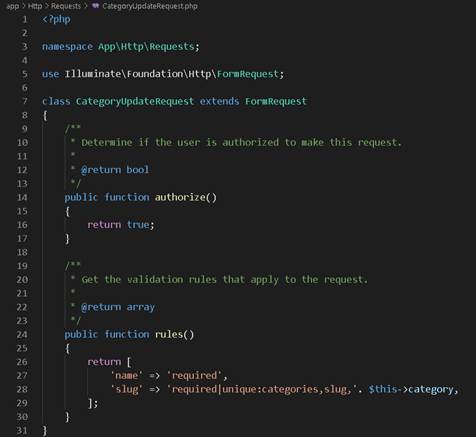 app > Http > Requests > CategoryUpdateRequest.php
1 <?php
2
3 namespace App\Http\Requests;
4
5 use Illuminate\Foundation\Http\FormRequest;
6
7 class CategoryUpdateRequest extends FormRequest
8 {
9     /**
10      * Determine if the user is authorized to make this request.
11      *
12      * @return bool
13      */
14     public function authorize()
15     {
16         return true;
17     }
18
19     /**
20      * Get the validation rules that apply to the request.
21      *
22      * @return array
23      */
24     public function rules()
25     {
26         return [
27             'name' => 'required',
28             'slug' => 'required|unique:categories,slug,'. $this->category,
29         ];
30     }
31 }